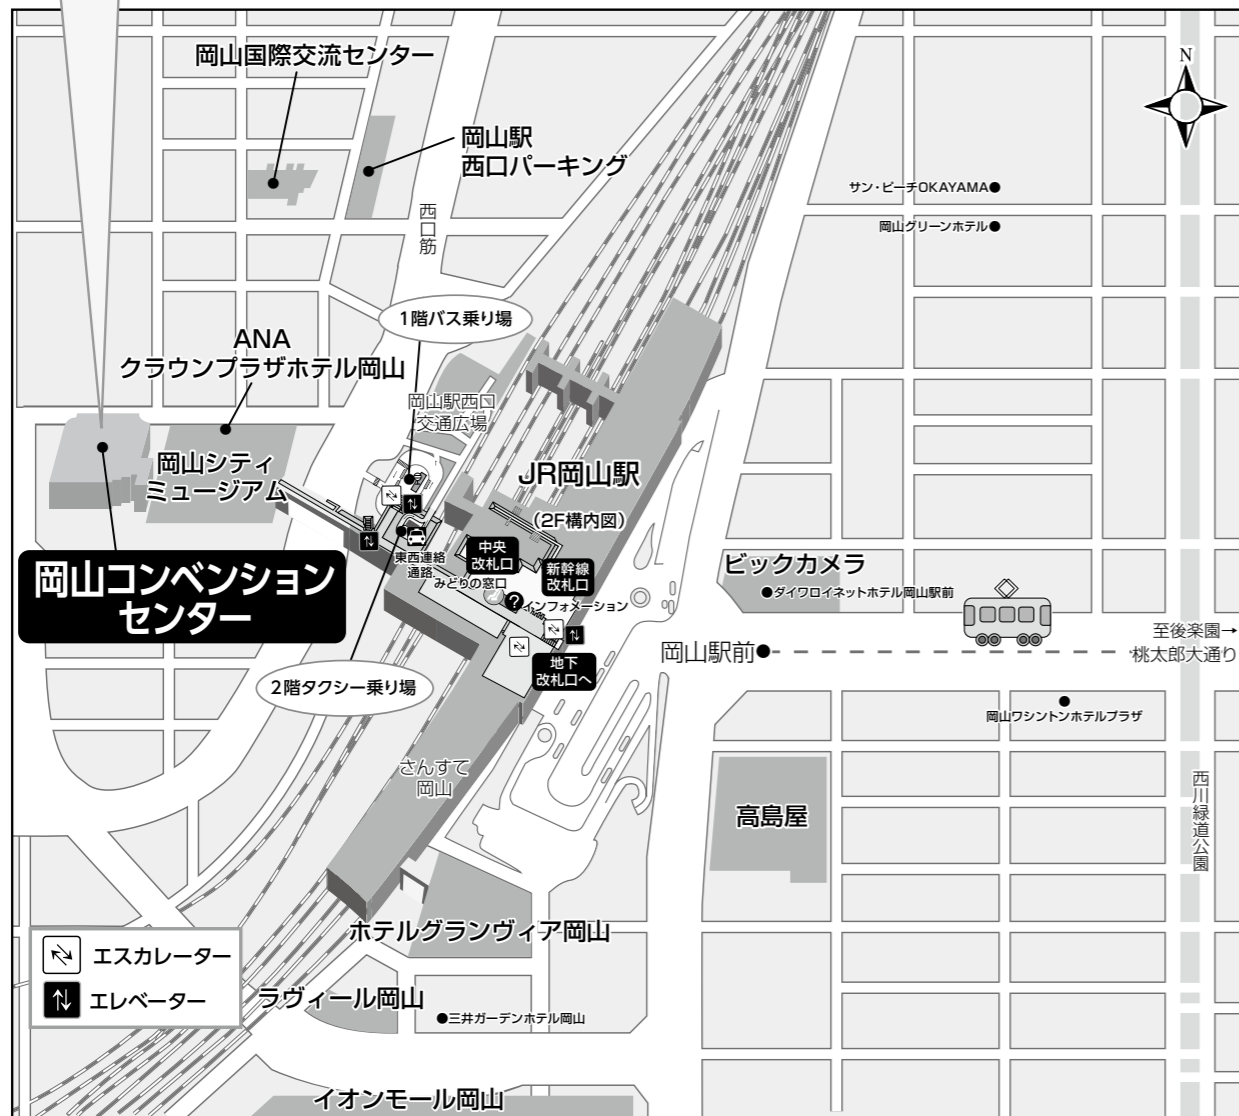 岡山国際交流センター
N
岡山駅
西口パーキング
サン・ピーチOKAYAMA
西口筋
岡山グリーンホテル
1階バス乗り場
ANA
クラウンプラザホテル岡山
岡山駅西口
交通広場
岡山シティ
ミュージアム
JR岡山駅
(2F構内図)
中央
改札口
東西連絡
通路
みどりの窓口
新幹線
改札口
?
インフォメーション
ビックカメラ
ダイワロイネットホテル岡山駅前
岡山コンベンション
センター
至後楽園→
岡山駅前
桃太郎大通り
地下
改札口へ
2階タクシー乗り場
岡山ワシントンホテルプラザ
さんすて
岡山
西川緑道公園
高島屋
ホテルグランヴィア岡山
エスカレーター
エレベーター
ラヴィール岡山
三井ガーデンホテル岡山
イオンモール岡山